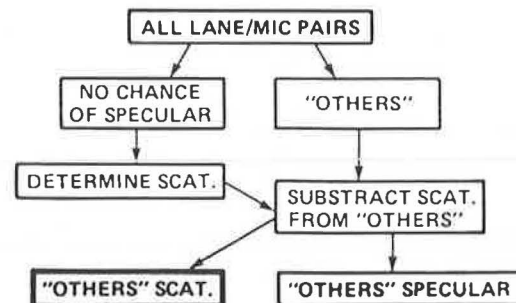 ALL LANE/MIC PAIRS
NO CHANCE
OF SPECULAR
"OTHERS"
DETERMINE SCAT.
SUBSTRACT SCAT.
FROM "OTHERS"
"OTHERS" SCAT.
"OTHERS" SPECULAR